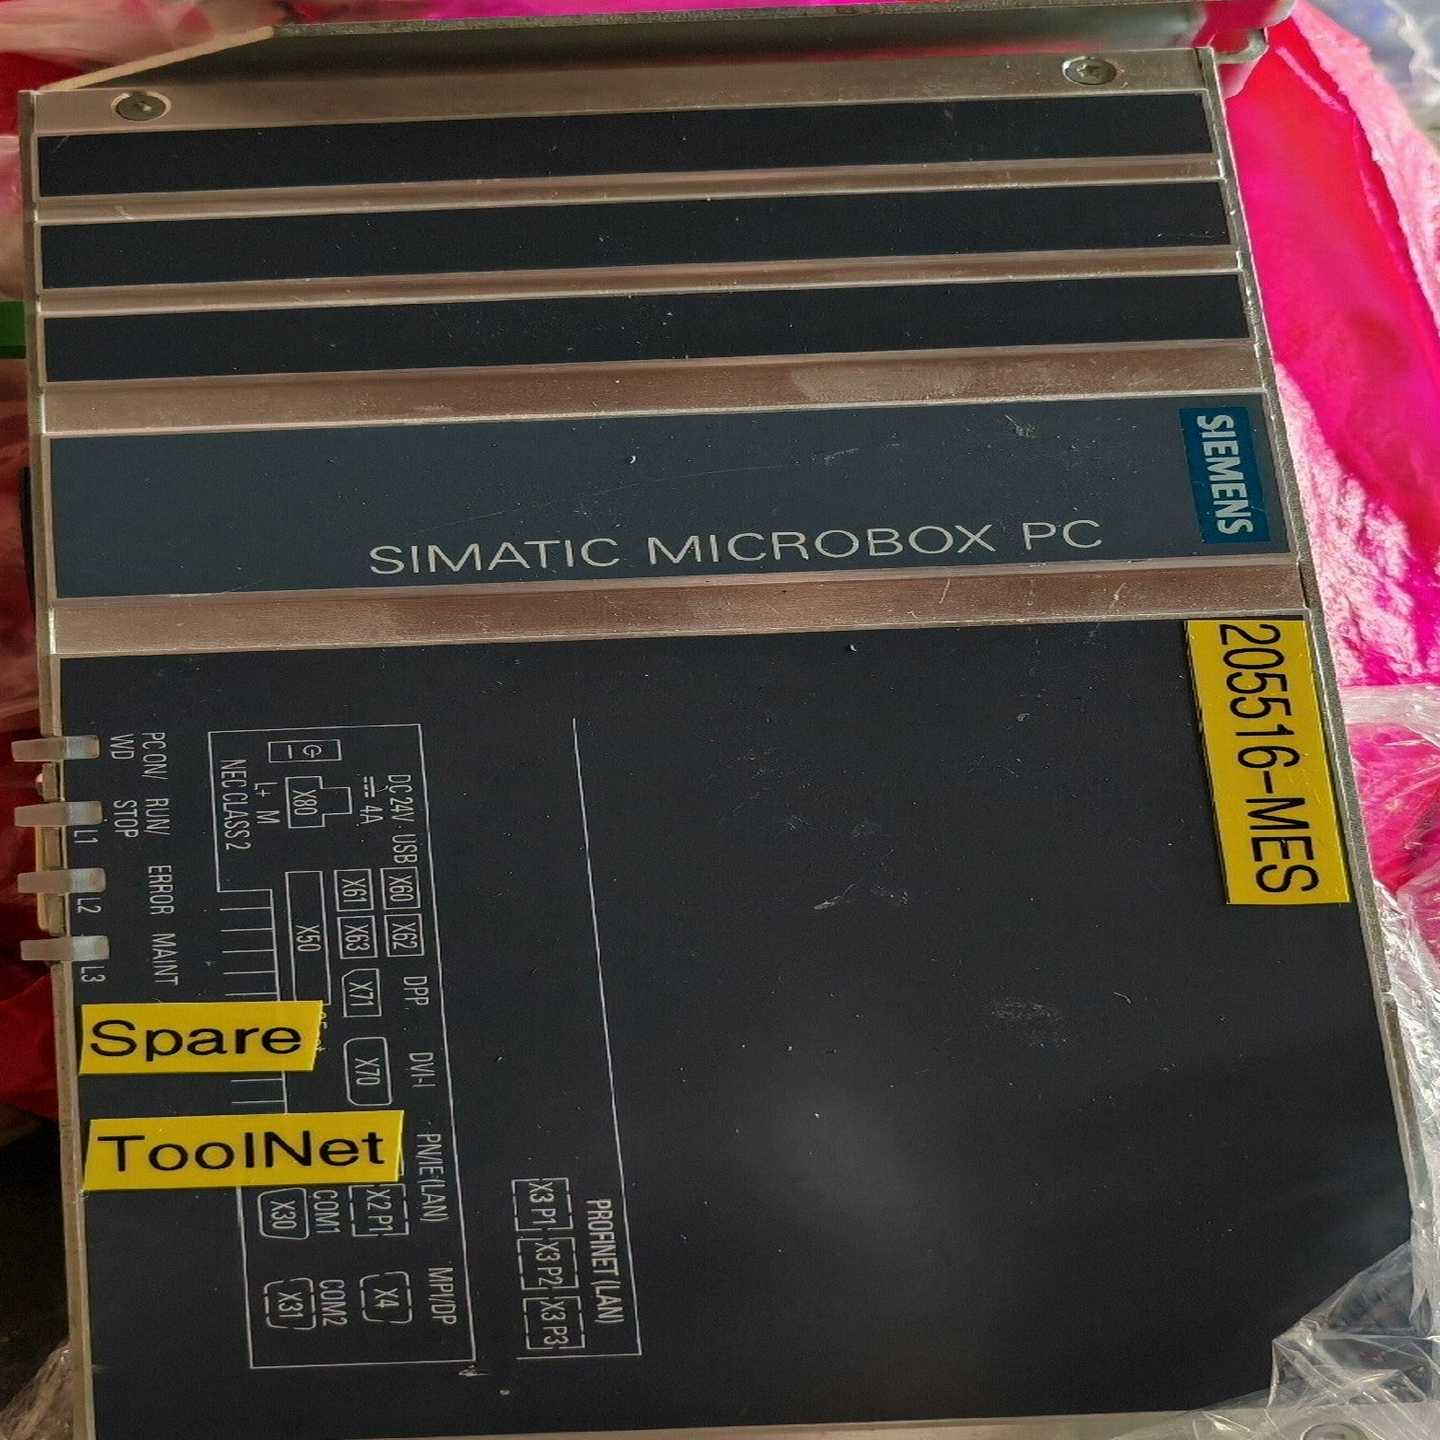 SIEMENS
SIMATIC MICROBOX PC
205516-MES
PC ON/ WD
RUN/ STOP
L1
ERROR
L2
MAINT
L3
DC 24V
4A
X80
L+ M
NEC CLASS 2
USB
X60
X62
X61
X63
X50
DPP
X71
DVI-I
X70
PN/IE (LAN)
X2 P1
COM1
X30
MPI/DP
X4
COM2
X31
PROFINET (LAN)
X3 P1
X3 P2
X3 P3
Spare
ToolNet